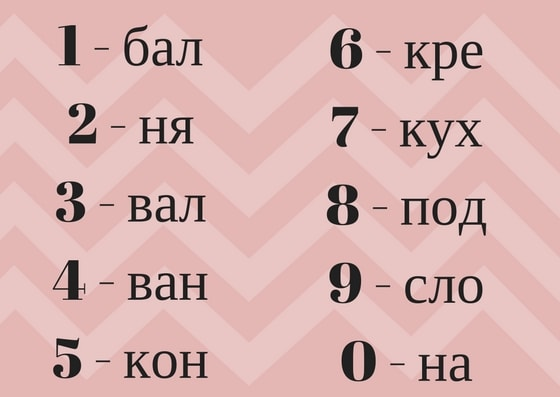 1 – бал
2 – ня
3 – вал
4 – ван
5 – кон
6 – кре
7 – кух
8 – под
9 – сло
0 – на